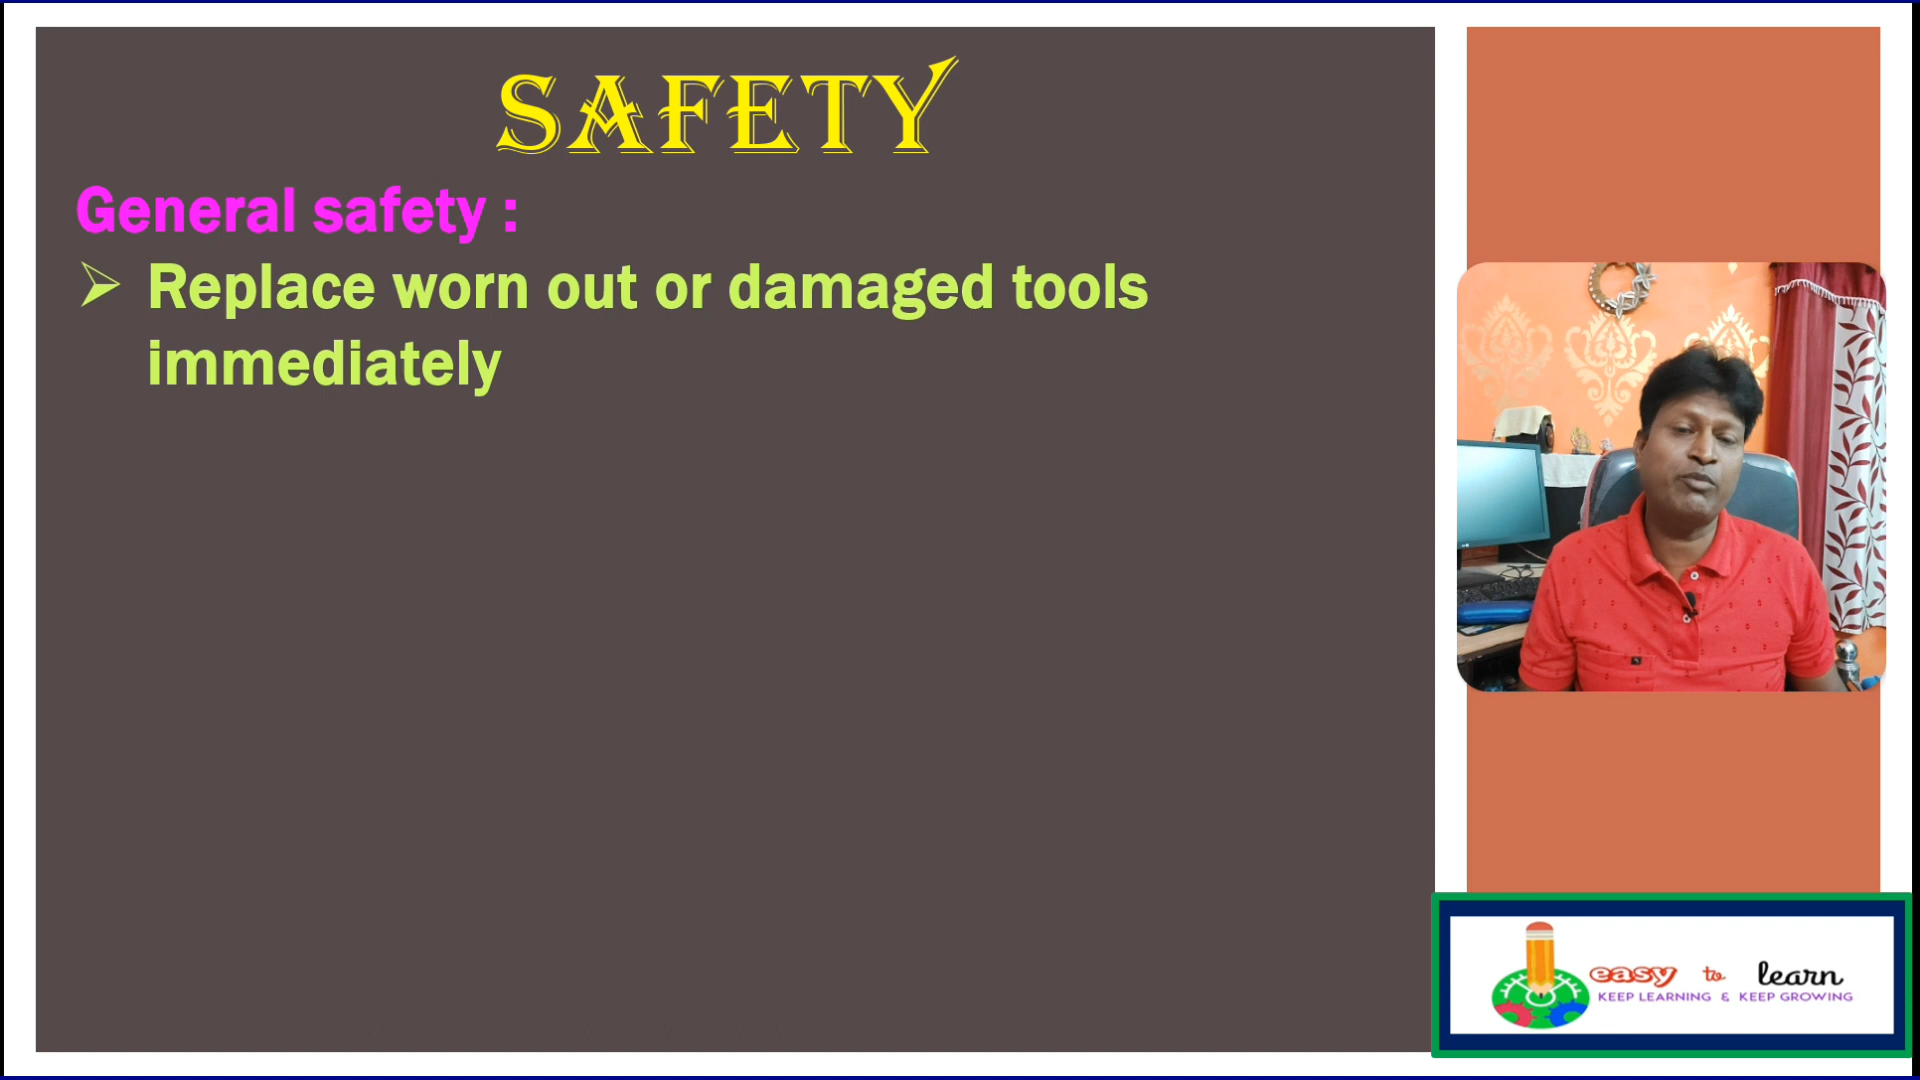 SAFETY
General safety :
➢ Replace worn out or damaged tools
immediately
easy to learn
KEEP LEARNING & KEEP GROWING